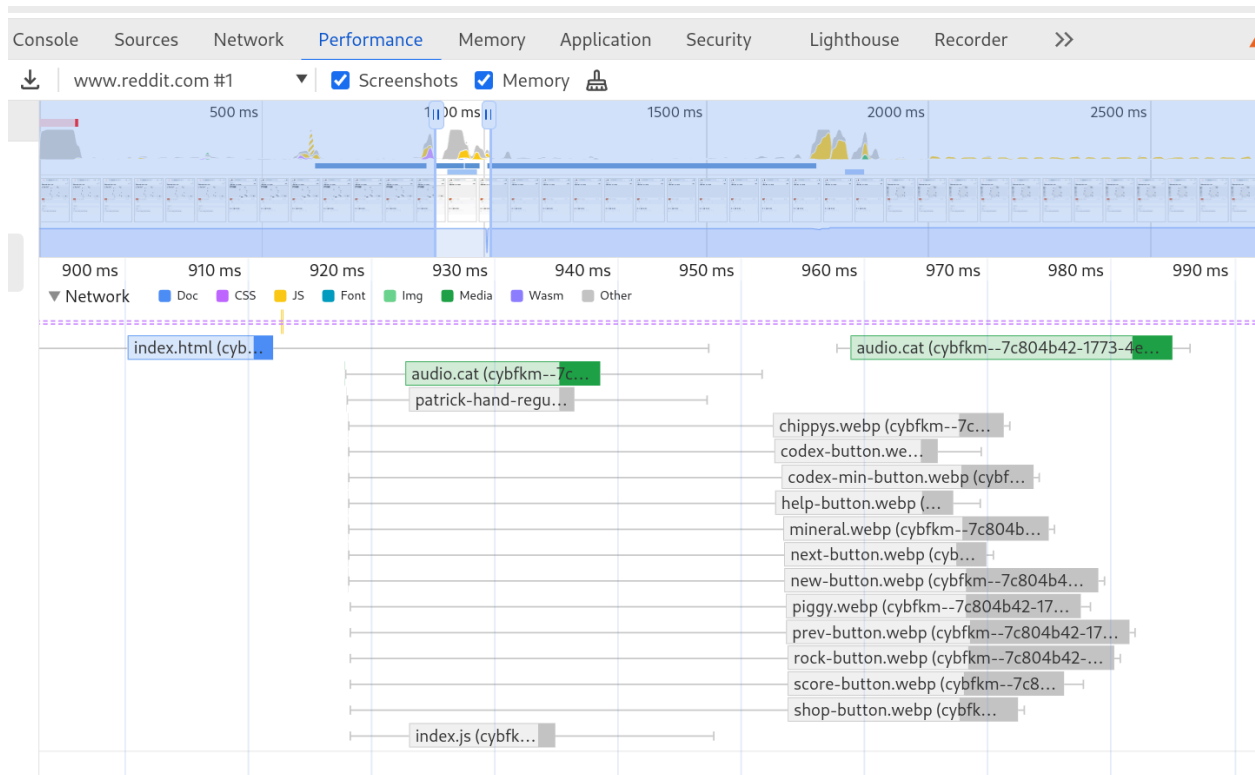 Console Sources Network Performance Memory Application Security Lighthouse Recorder
www.reddit.com #1 Screenshots Memory
500 ms 1500 ms 2000 ms 2500 ms
900 ms 910 ms 920 ms 930 ms 940 ms 950 ms 960 ms 970 ms 980 ms 990 ms
Network Doc CSS JS Font Img Media Wasm Other
index.html (cyb… audio.cat (cybfkm--7c804b42-1773-4e…
audio.cat (cybfkm--7c…
patrick-hand-regu…
chippys.webp (cybfkm--7c…
codex-button.we…
codex-min-button.webp (cybf…
help-button.webp (…
mineral.webp (cybfkm--7c804b…
next-button.webp (cyb…
new-button.webp (cybfkm--7c804b4…
piggy.webp (cybfkm--7c804b42-17…
prev-button.webp (cybfkm--7c804b42-17…
rock-button.webp (cybfkm--7c804b42-…
score-button.webp (cybfkm--7c8…
shop-button.webp (cybfk…
index.js (cybfk…